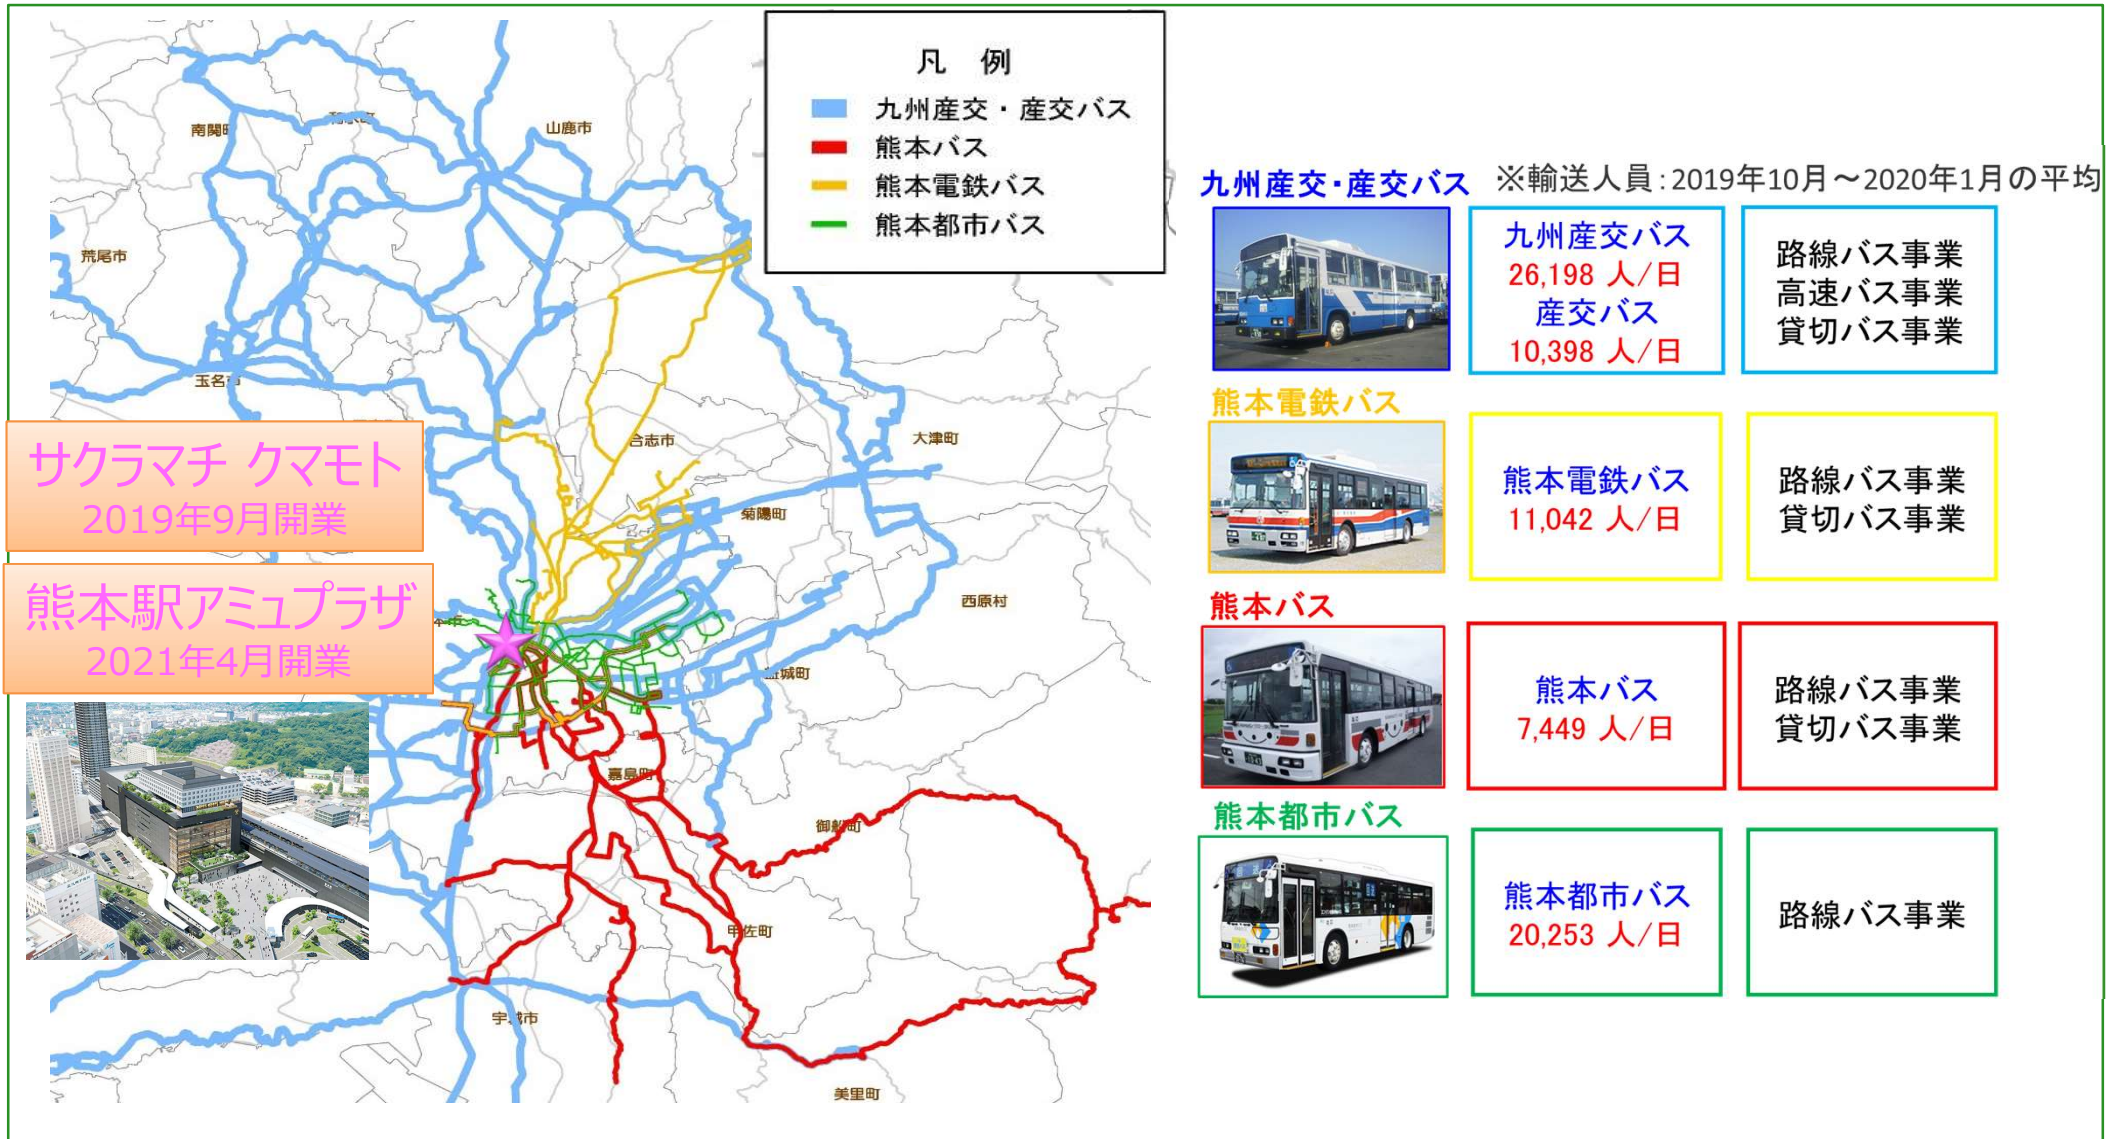 凡 例
九州産交・産交バス
熊本バス
熊本電鉄バス
熊本都市バス
南関町
山鹿市
荒尾市
玉名市
合志市
大津町
菊陽町
西原村
益城町
嘉島町
御船町
甲佐町
宇城市
美里町
サクラマチ クマモト
2019年9月開業
熊本駅アミュプラザ
2021年4月開業
九州産交・産交バス
※輸送人員:2019年10月～2020年1月の平均
九州産交バス
26,198 人/日
産交バス
10,398 人/日
路線バス事業
高速バス事業
貸切バス事業
熊本電鉄バス
熊本電鉄バス
11,042 人/日
路線バス事業
貸切バス事業
熊本バス
熊本バス
7,449 人/日
路線バス事業
貸切バス事業
熊本都市バス
熊本都市バス
20,253 人/日
路線バス事業